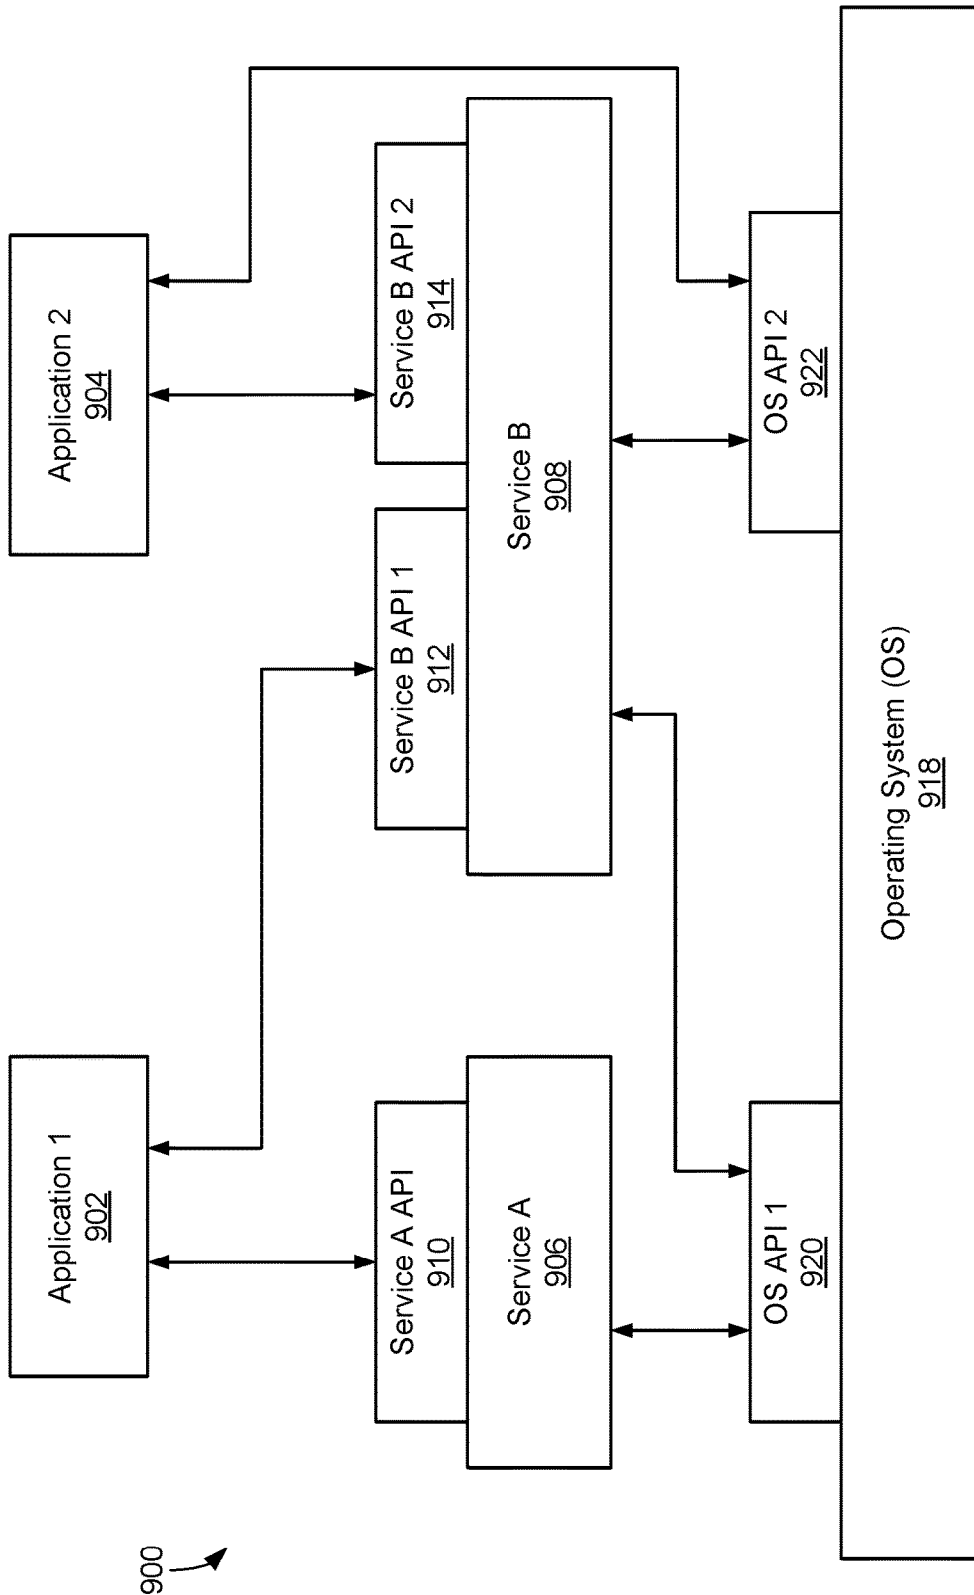 900
Application 1
902
Application 2
904
Service A API
910
Service B API 1
912
Service B API 2
914
Service A
906
Service B
908
OS API 1
920
OS API 2
922
Operating System (OS)
918